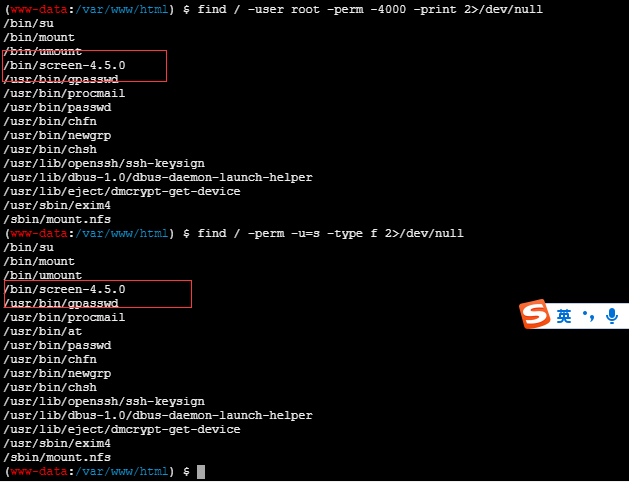 (www-data:/var/www/html) $ find / -user root -perm -4000 -print 2>/dev/null
/bin/su
/bin/mount
/bin/umount
/bin/screen-4.5.0
/usr/bin/gpasswd
/usr/bin/procmail
/usr/bin/passwd
/usr/bin/chfn
/usr/bin/newgrp
/usr/bin/chsh
/usr/lib/openssh/ssh-keysign
/usr/lib/dbus-1.0/dbus-daemon-launch-helper
/usr/lib/eject/dmcrypt-get-device
/usr/sbin/exim4
/sbin/mount.nfs
(www-data:/var/www/html) $ find / -perm -u=s -type f 2>/dev/null
/bin/su
/bin/mount
/bin/umount
/bin/screen-4.5.0
/usr/bin/gpasswd
/usr/bin/procmail
/usr/bin/at
/usr/bin/passwd
/usr/bin/chfn
/usr/bin/newgrp
/usr/bin/chsh
/usr/lib/openssh/ssh-keysign
/usr/lib/dbus-1.0/dbus-daemon-launch-helper
/usr/lib/eject/dmcrypt-get-device
/usr/sbin/exim4
/sbin/mount.nfs
(www-data:/var/www/html) $
S 英